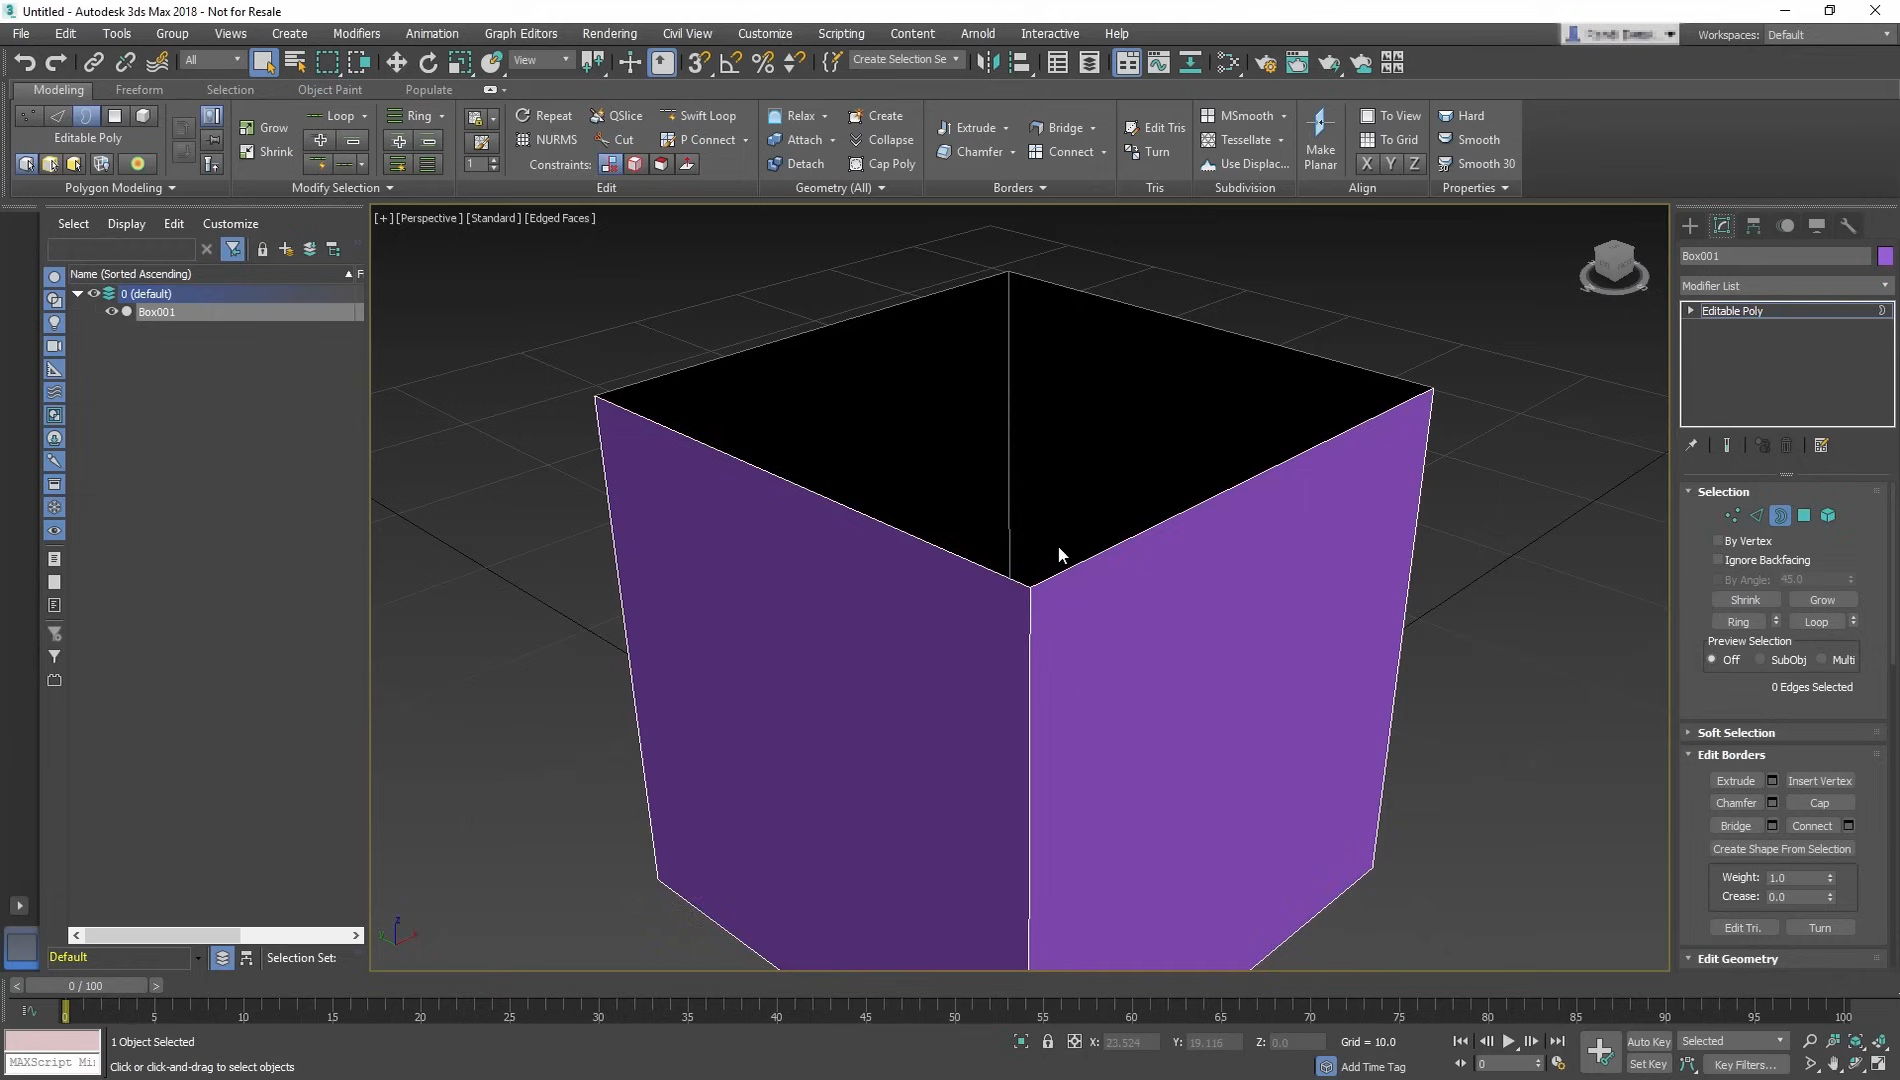 Untitled - Autodesk 3ds Max 2018 - Not for Resale
File Edit Tools Group Views Create Modifiers Animation Graph Editors Rendering Civil View Customize Scripting Content Arnold Interactive Help
Workspaces: Default
All View Create Selection Se
Modeling Freeform Selection Object Paint Populate
Loop Ring Repeat QSlice Swift Loop Relax Create MSmooth To View Hard
Grow Extrude Bridge Edit Tris
Editable Poly NURMS Cut P Connect Attach Collapse Tessellate To Grid Smooth
Shrink Chamfer Connect Turn Make Planar
1 Constraints: Detach Cap Poly Use Displac... X Y Z Smooth 30
Polygon Modeling Modify Selection Edit Geometry (All) Borders Tris Subdivision Align Properties
Select Display Edit Customize
Name (Sorted Ascending) F
0 (default)
Box001
Default
Selection Set:
[+] [Perspective] [Standard] [Edged Faces]
Box001
Modifier List
Editable Poly
Selection
By Vertex
Ignore Backfacing
By Angle: 45.0
Shrink Grow
Ring Loop
Preview Selection
Off SubObj Multi
0 Edges Selected
Soft Selection
Edit Borders
Extrude Insert Vertex
Chamfer Cap
Bridge Connect
Create Shape From Selection
Weight: 1.0
Crease: 0.0
Edit Tri. Turn
Edit Geometry
< 0 / 100 >
0 5 10 15 20 25 30 35 40 45 50 55 60 65 70 75 80 85 90 95 100
1 Object Selected X: 23.524 Y: 19.116 Z: 0.0 Grid = 10.0 Auto Key Selected
MAXScript Mi Click or click-and-drag to select objects Add Time Tag 0 Set Key Key Filters...